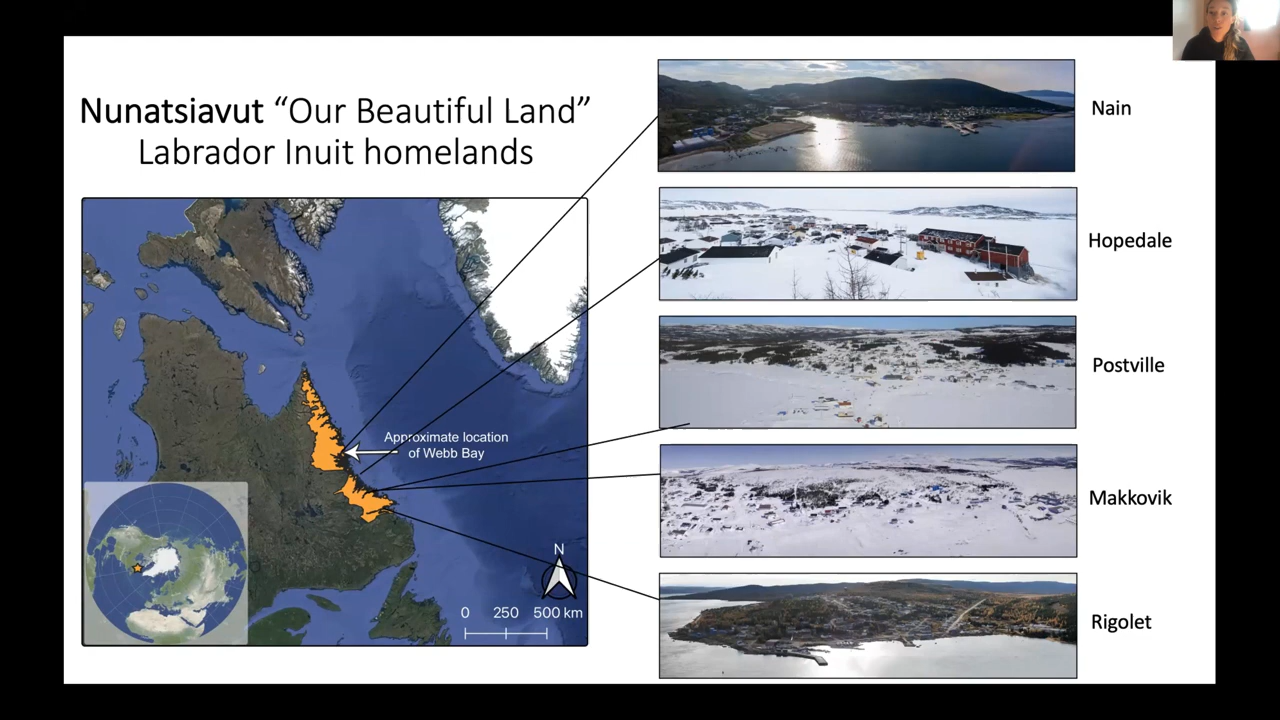 Nunatsiavut “Our Beautiful Land”
Labrador Inuit homelands
Approximate location
of Webb Bay
N
0 250 500 km
Nain
Hopedale
Postville
Makkovik
Rigolet